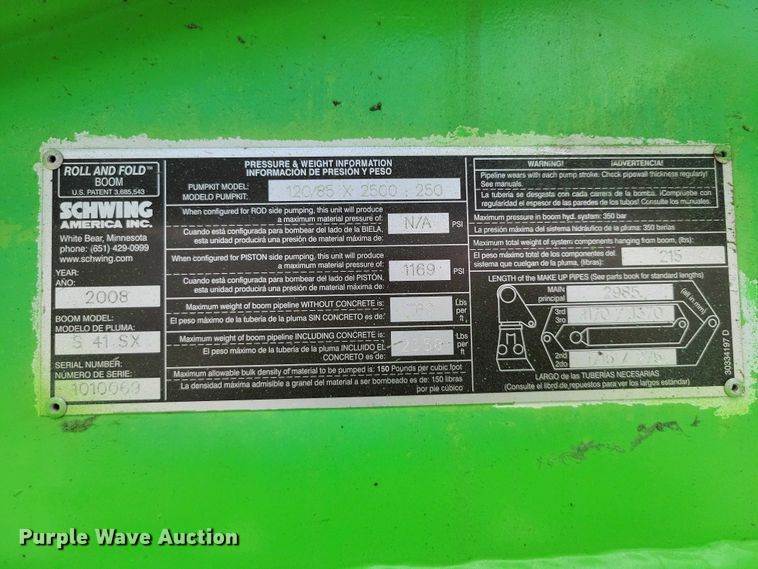 ROLL AND FOLD™
BOOM
U.S. PATENT 3,685,543
SCHWING
AMERICA INC.
White Bear, Minnesota
phone: (651) 429-0999
www.schwing.com
YEAR:
AÑO:
2008
BOOM MODEL:
MODELO DE PLUMA:
S 41 SX
SERIAL NUMBER:
NÚMERO DE SERIE:
PRESSURE & WEIGHT INFORMATION
INFORMACIÓN DE PRESION Y PESO
PUMPKIT MODEL:
MODELO PUMPKIT:
120/85 X 2500 : 250
When configured for ROD side pumping, this unit will produce
a maximum material pressure of:
Cuando está configurada para bombear del lado de la BIELA,
esta unidad producirá una presión máxima de material de:
N/A PSI
When configured for PISTON side pumping, this unit will produce
a maximum material pressure of:
Cuando está configurada para bombear del lado del PISTÓN,
esta unidad producirá una presión máxima de material de:
1169 PSI
Maximum weight of boom pipeline WITHOUT CONCRETE is:
El peso máximo de la tubería de la pluma SIN CONCRETO es de:
Lbs per ft
Maximum weight of boom pipeline INCLUDING CONCRETE is:
El peso máximo de la tubería de la pluma INCLUIDO EL
CONCRETO es de:
Lbs per ft
Maximum allowable bulk density of material to be pumped is: 150 Pounds per cubic foot
La densidad máxima admisible a granel del material a ser bombeado es de: 150 libras
por pie cúbico
WARNING! ¡ADVERTENCIA!
Pipeline wears with each pump stroke. Check pipewall thickness regularly!
See manuals.
La tubería se desgasta con cada carrera de la bomba. ¡Compruebe con
regularidad el espesor de las paredes de los tubos! Consulte los manuales.
Maximum pressure in boom hyd. system: 350 bar
La presión máxima del sistema hidráulico de la pluma: 350 barias
Maximum total weight of system components hanging from boom, (lbs):
El peso máximo total de los componentes del
sistema que cuelgan de la pluma, (libras):
215
LENGTH of the MAKE UP PIPES (See parts book for standard lengths)
MAIN
principal
2985
(all in mm)
3rd
3ro
2nd
2do
LARGO de las TUBERÍAS NECESARIAS
(Consulte el libro de repuestos para ver los largos estándar)
30334197 D
Purple Wave Auction®